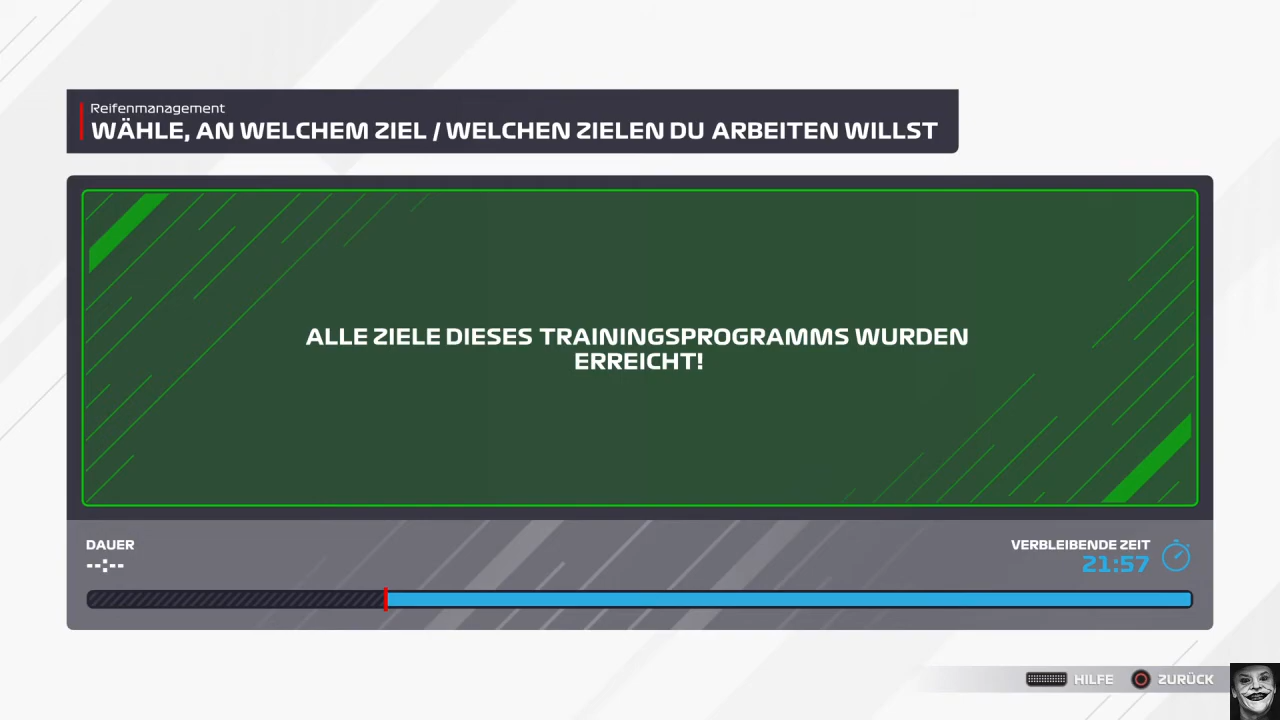 Reifenmanagement
WÄHLE, AN WELCHEM ZIEL / WELCHEN ZIELEN DU ARBEITEN WILLST
ALLE ZIELE DIESES TRAININGSPROGRAMMS WURDEN
ERREICHT!
DAUER
--:--
VERBLEIBENDE ZEIT
21:57
HILFE
ZURÜCK